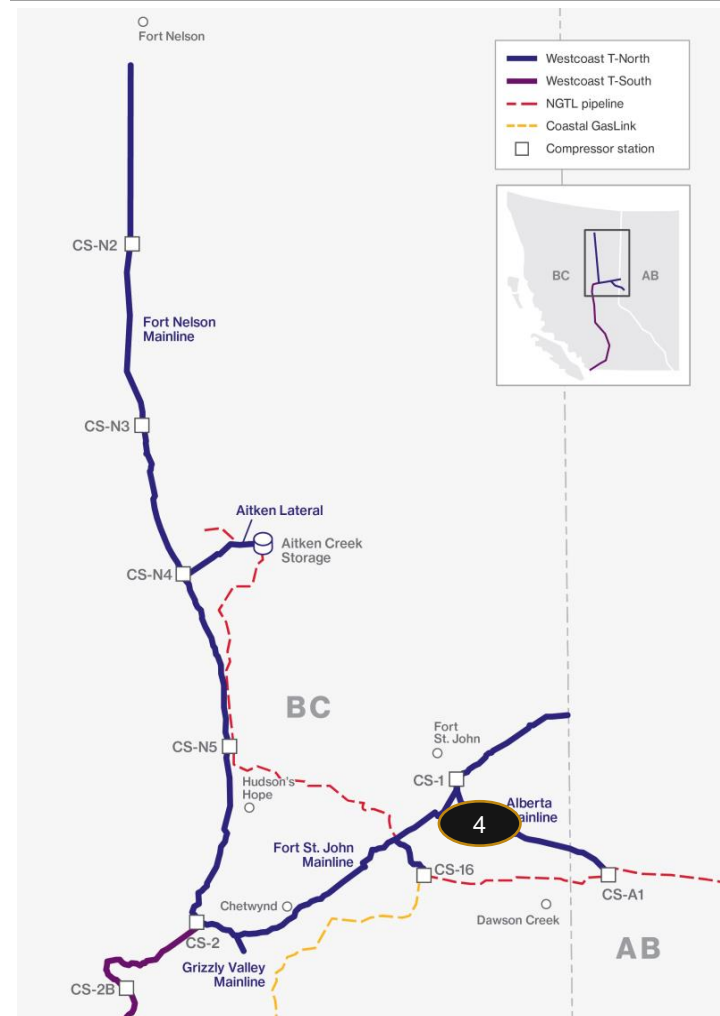 Fort Nelson
Westcoast T-North
Westcoast T-South
NGTL pipeline
Coastal GasLink
Compressor station
BC
AB
CS-N2
Fort Nelson
Mainline
CS-N3
Aitken Lateral
Aitken Creek
Storage
CS-N4
BC
Fort
St. John
CS-N5
CS-1
Hudson's
Hope
Alberta
4
Fort St. John
Mainline
CS-16
CS-A1
Chetwynd
Dawson Creek
CS-2
AB
Grizzly Valley
Mainline
CS-2B